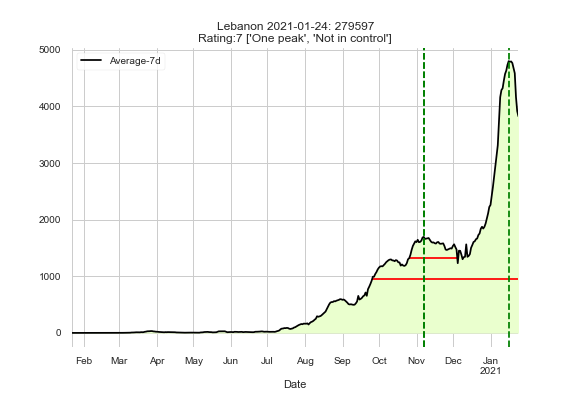 Lebanon 2021-01-24: 279597
Rating:7 ['One peak', 'Not in control']
Average-7d
5000
4000
3000
2000
1000
0
Feb Mar Apr May Jun Jul Aug Sep Oct Nov Dec Jan
2021
Date